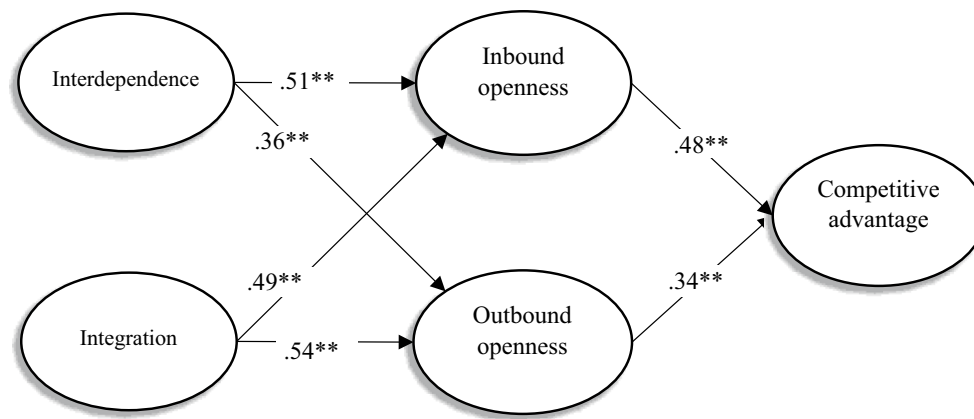 Interdependence
.51**
Inbound
openness
.36**
.48**
Competitive
advantage
.49**
.34**
Integration
.54**
Outbound
openness